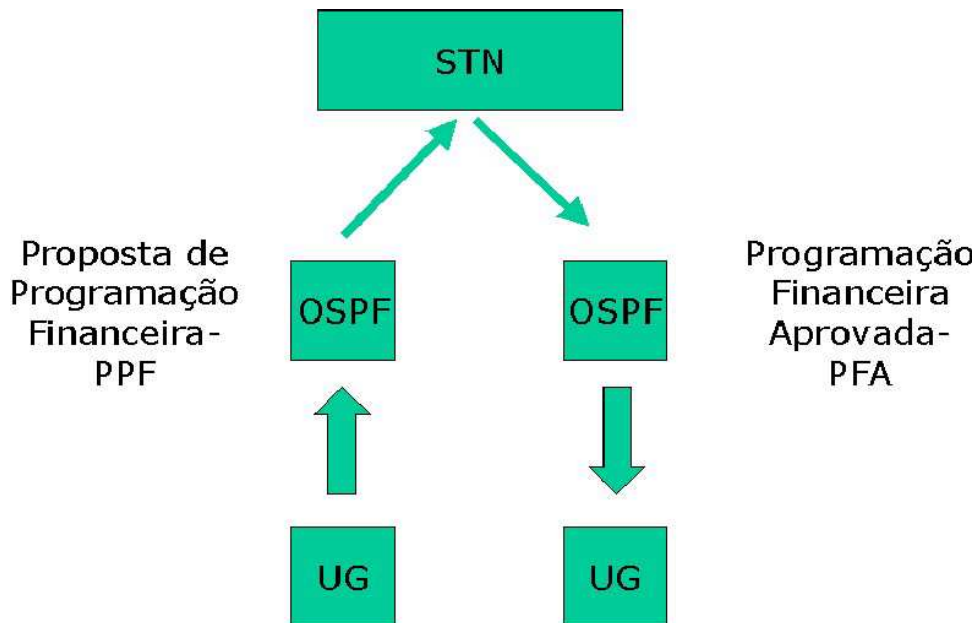 STN
Proposta de
Programação
Financeira-
PPF
OSPF
OSPF
Programação
Financeira
Aprovada-
PFA
UG
UG